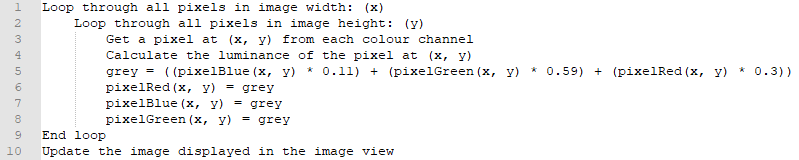 1 Loop through all pixels in image width: (x)
2 Loop through all pixels in image height: (y)
3 Get a pixel at (x, y) from each colour channel
4 Calculate the luminance of the pixel at (x, y)
5 grey = ((pixelBlue(x, y) * 0.11) + (pixelGreen(x, y) * 0.59) + (pixelRed(x, y) * 0.3))
6 pixelRed(x, y) = grey
7 pixelBlue(x, y) = grey
8 pixelGreen(x, y) = grey
9 End loop
10 Update the image displayed in the image view